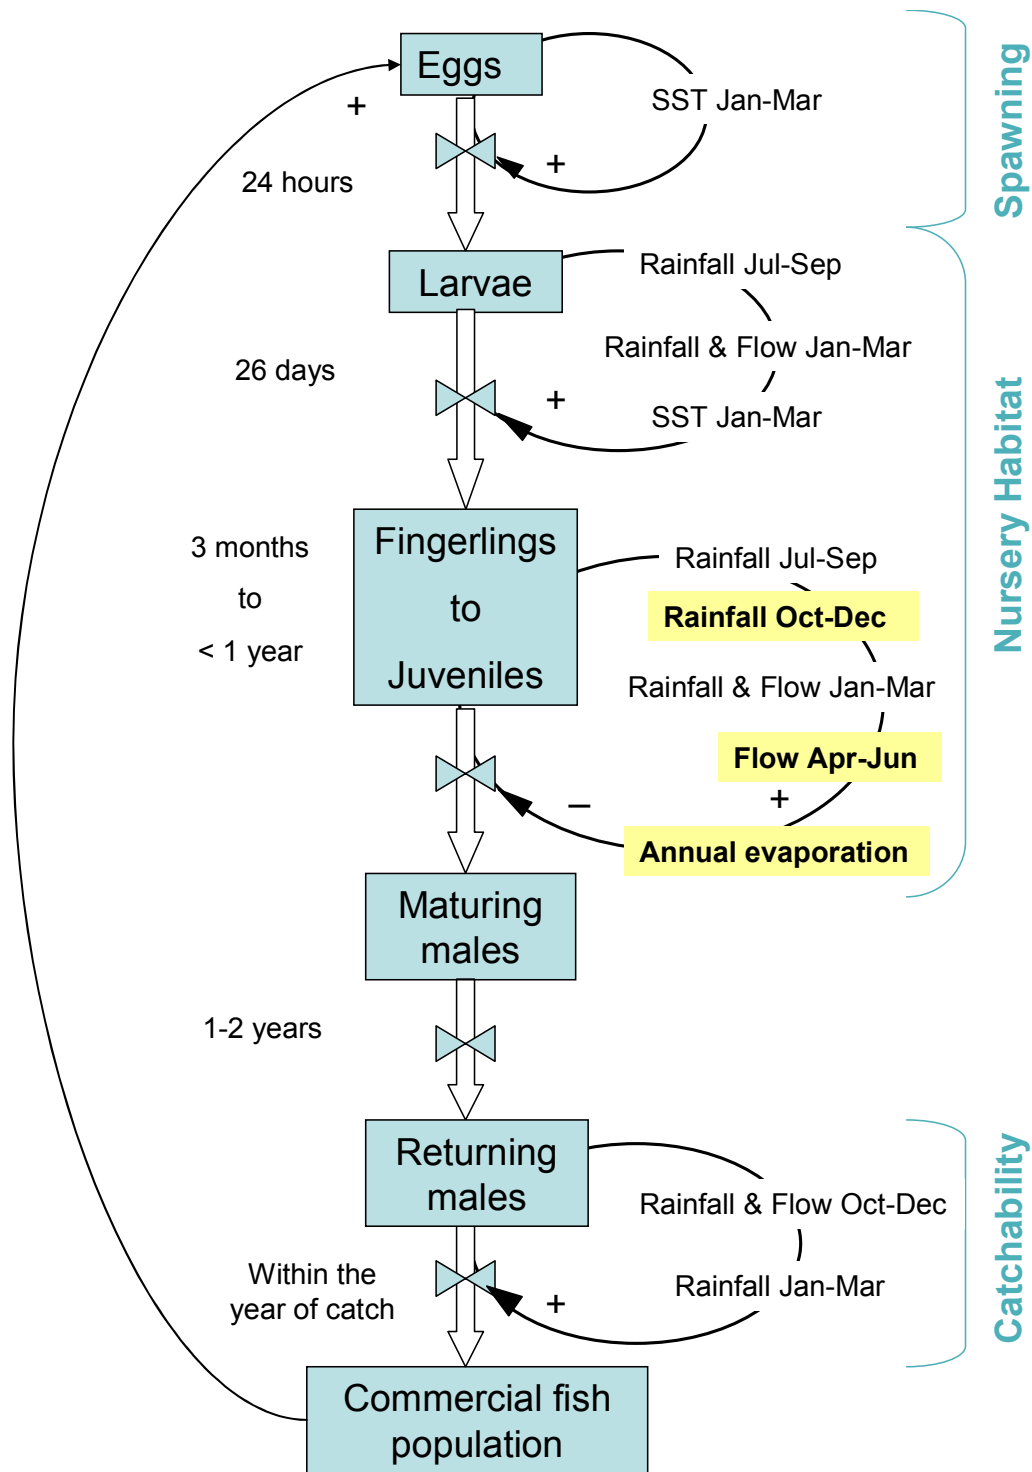 Eggs
SST Jan-Mar
+
+
24 hours
Spawning
Larvae
Rainfall Jul-Sep
Rainfall & Flow Jan-Mar
SST Jan-Mar
+
26 days
Nursery Habitat
Fingerlings
to
Juveniles
3 months
to
< 1 year
Rainfall Jul-Sep
Rainfall Oct-Dec
Rainfall & Flow Jan-Mar
Flow Apr-Jun
+
–
Annual evaporation
Maturing
males
1-2 years
Returning
males
Rainfall & Flow Oct-Dec
Rainfall Jan-Mar
+
Within the
year of catch
Catchability
Commercial fish
population